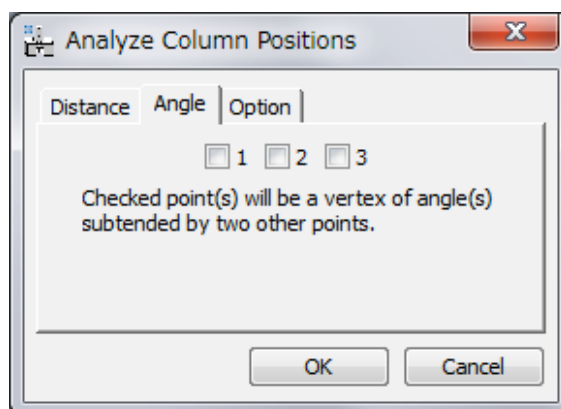 Analyze Column Positions
Distance Angle Option
1 2 3
Checked point(s) will be a vertex of angle(s)
subtended by two other points.
OK Cancel